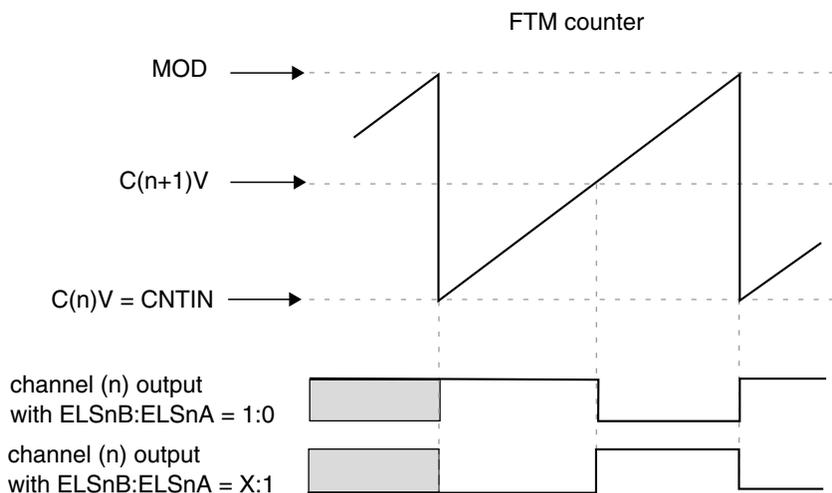 FTM counter
MOD
C(n+1)V
C(n)V = CNTIN
channel (n) output
with ELSnB:ELSnA = 1:0
channel (n) output
with ELSnB:ELSnA = X:1